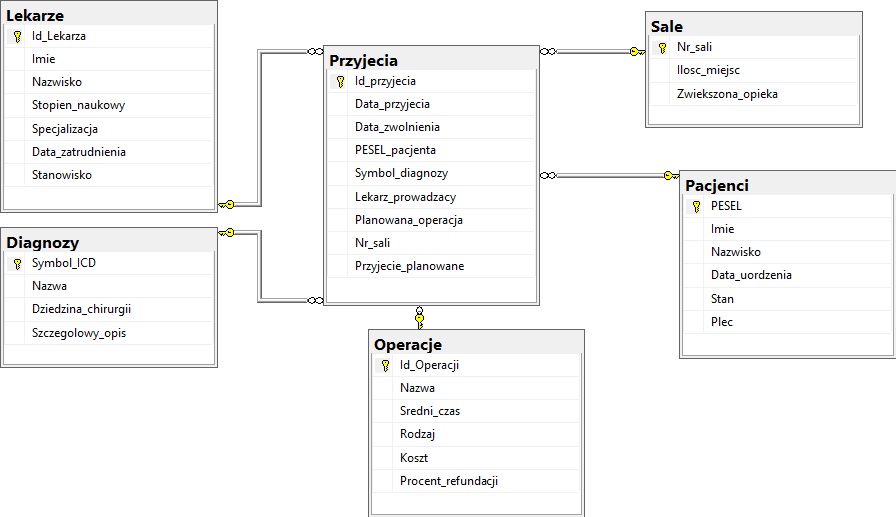 Lekarze
Id_Lekarza
Imie
Nazwisko
Stopien_naukowy
Specjalizacja
Data_zatrudnienia
Stanowisko
Diagnozy
Symbol_ICD
Nazwa
Dziedzina_chirurgii
Szczegolowy_opis
Przyjecia
Id_przyjecia
Data_przyjecia
Data_zwolnienia
PESEL_pacjenta
Symbol_diagnozy
Lekarz_prowadzacy
Planowana_operacja
Nr_sali
Przyjecie_planowane
Operacje
Id_Operacji
Nazwa
Sredni_czas
Rodzaj
Koszt
Procent_refundacji
Sale
Nr_sali
Ilosc_miejsc
Zwiekszona_opieka
Pacjenci
PESEL
Imie
Nazwisko
Data_uordzenia
Stan
Plec